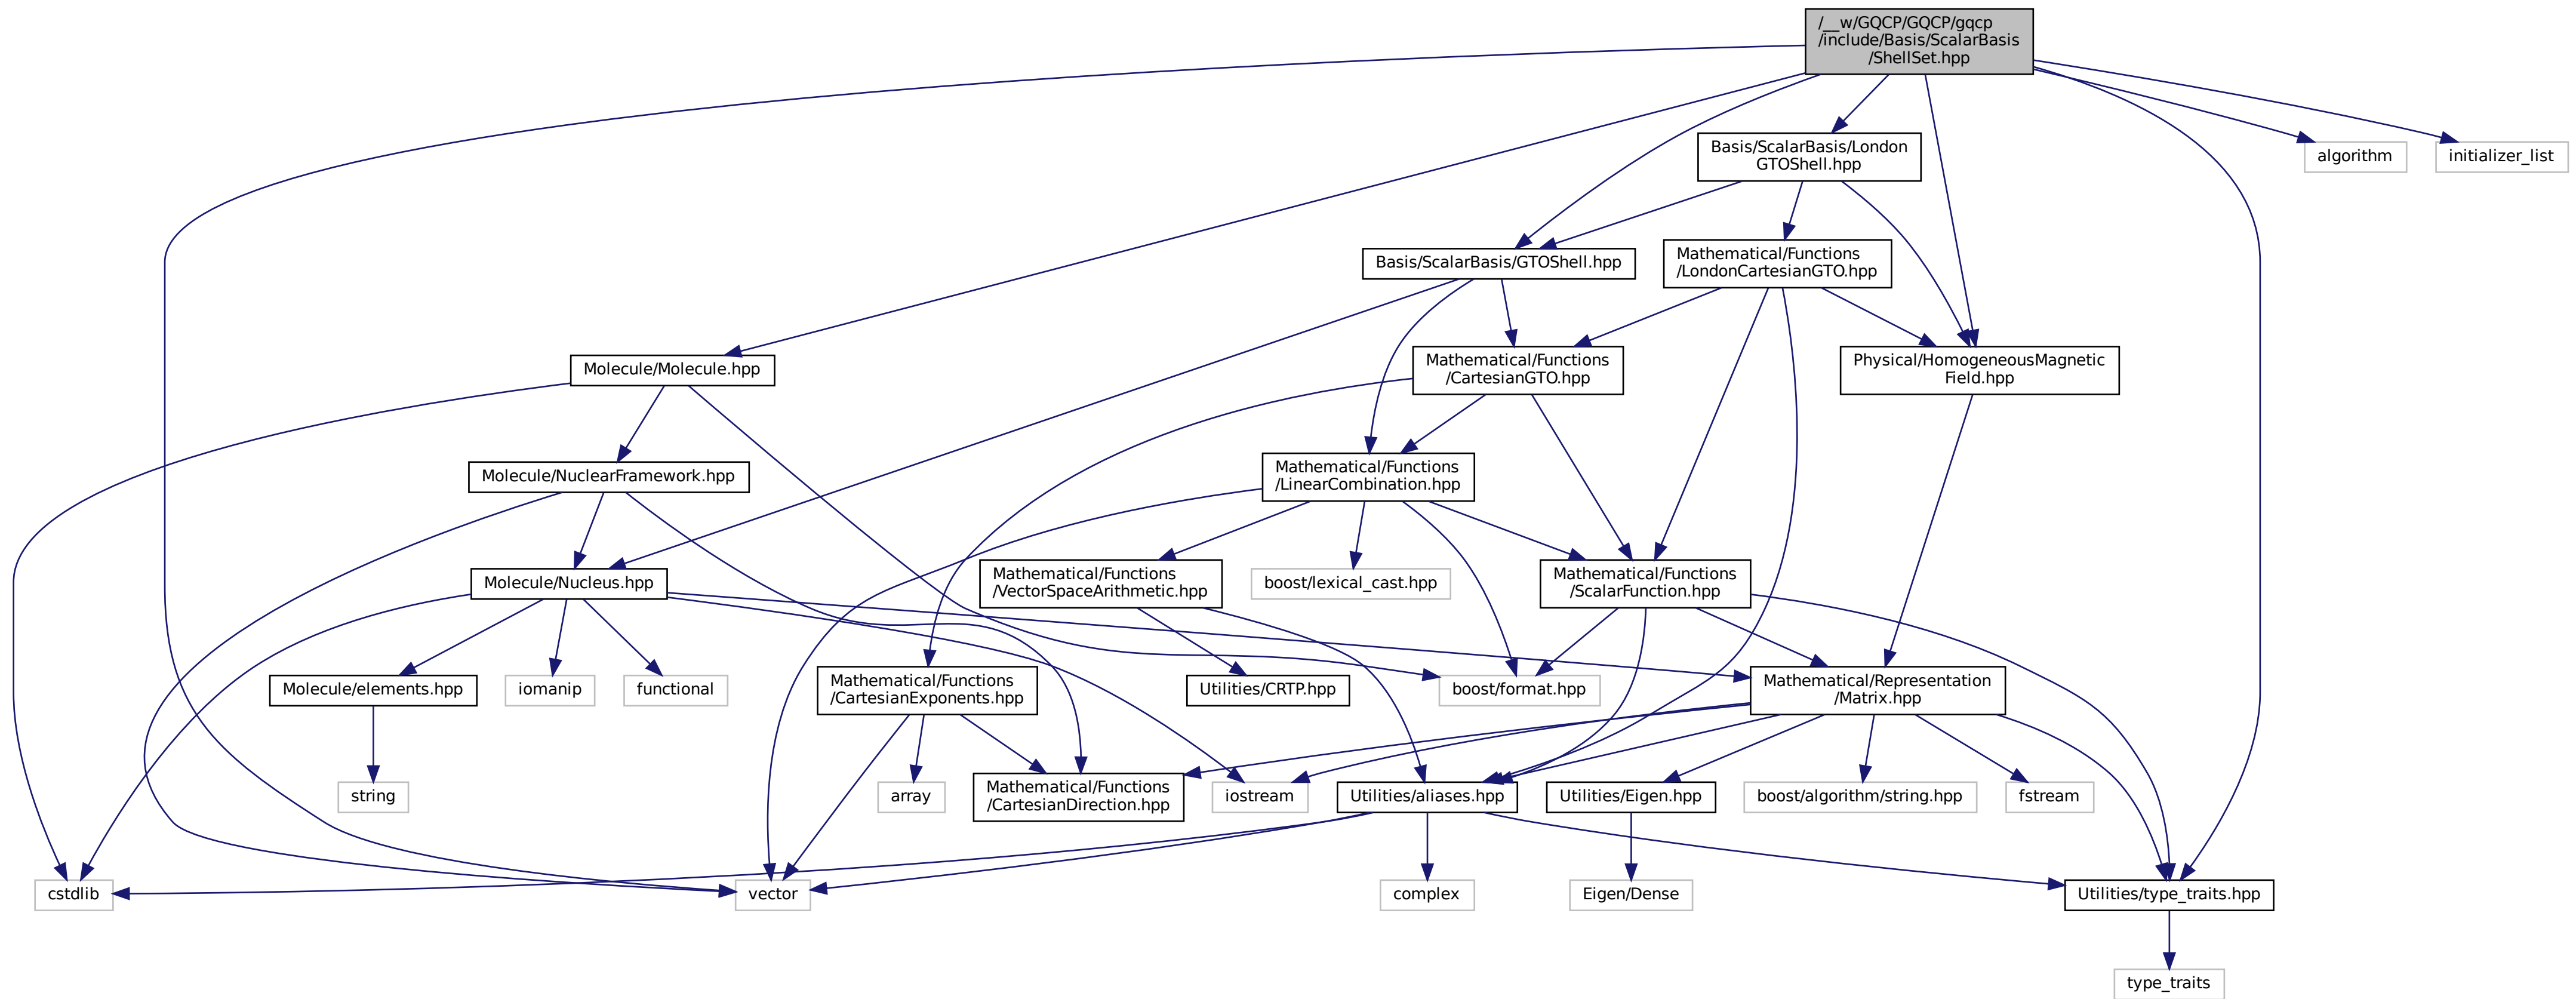 /__w/GQCP/GQCP/gqcp
/include/Basis/ScalarBasis
/ShellSet.hpp
Basis/ScalarBasis/London
GTOShell.hpp
algorithm
initializer_list
Basis/ScalarBasis/GTOShell.hpp
Mathematical/Functions
/LondonCartesianGTO.hpp
Molecule/Molecule.hpp
Mathematical/Functions
/CartesianGTO.hpp
Physical/HomogeneousMagnetic
Field.hpp
Molecule/NuclearFramework.hpp
Mathematical/Functions
/LinearCombination.hpp
Molecule/Nucleus.hpp
Mathematical/Functions
/VectorSpaceArithmetic.hpp
boost/lexical_cast.hpp
Mathematical/Functions
/ScalarFunction.hpp
Molecule/elements.hpp
iomanip
functional
Mathematical/Functions
/CartesianExponents.hpp
Utilities/CRTP.hpp
boost/format.hpp
Mathematical/Representation
/Matrix.hpp
string
array
Mathematical/Functions
/CartesianDirection.hpp
iostream
Utilities/aliases.hpp
Utilities/Eigen.hpp
boost/algorithm/string.hpp
fstream
cstdlib
vector
complex
Eigen/Dense
Utilities/type_traits.hpp
type_traits